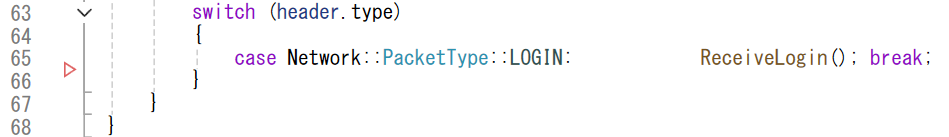 63 switch (header.type)
64 {
65 case Network::PacketType::LOGIN: ReceiveLogin(); break;
66 }
67 }
68 }